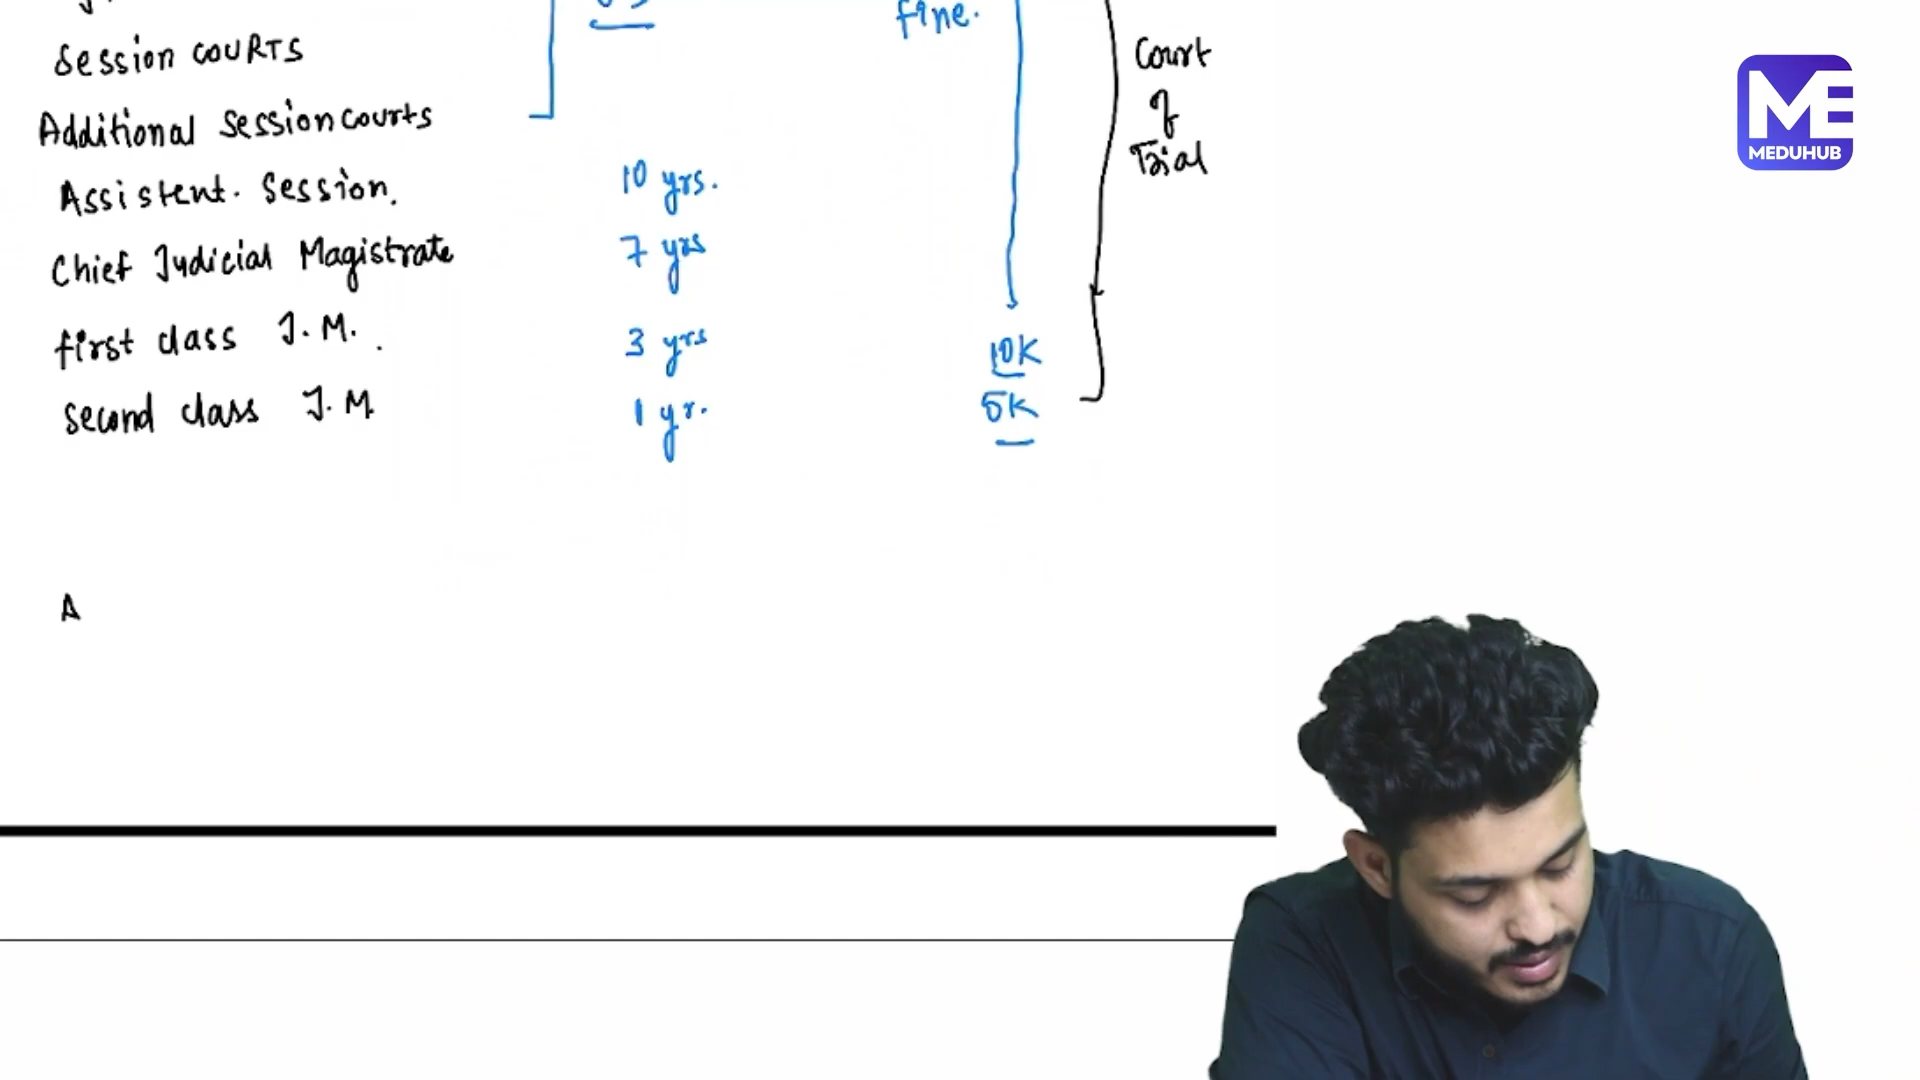 fine.
Session COURTS
Court
of
Trial
Additional Session courts
Assistent. Session.
10 yrs.
Chief Judicial Magistrate
7 yrs
first class J.M.
3 yrs
10K
Second class J.M
1 yr.
5K
A
ME
MEDUHUB